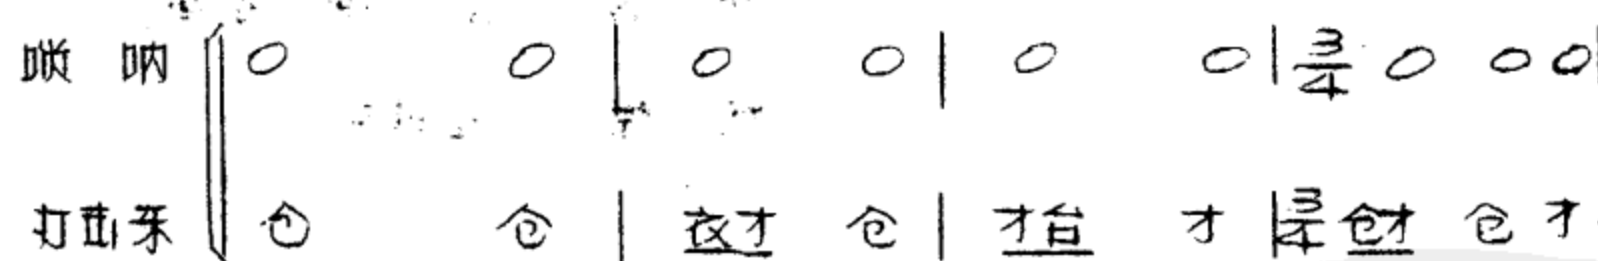 唢 呐 0 0 | 0 0 | 0 0 | 3/4 0 0 0 |
打击乐 仓 仓 | 衣才 仓 | 才台 才 | 3/4 仓才 仓 才